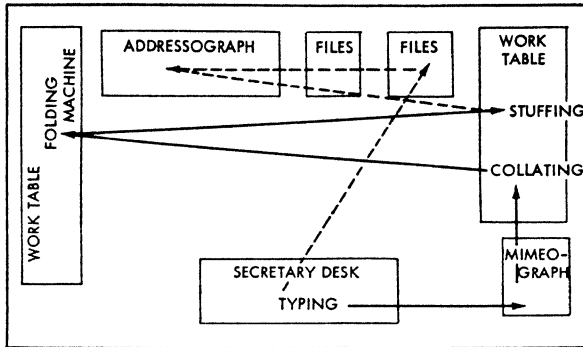 ADDRESSOGRAPH
FILES
FILES
WORK
TABLE
FOLDING
MACHINE
WORK TABLE
STUFFING
COLLATING
MIMEO-
GRAPH
SECRETARY DESK
TYPING